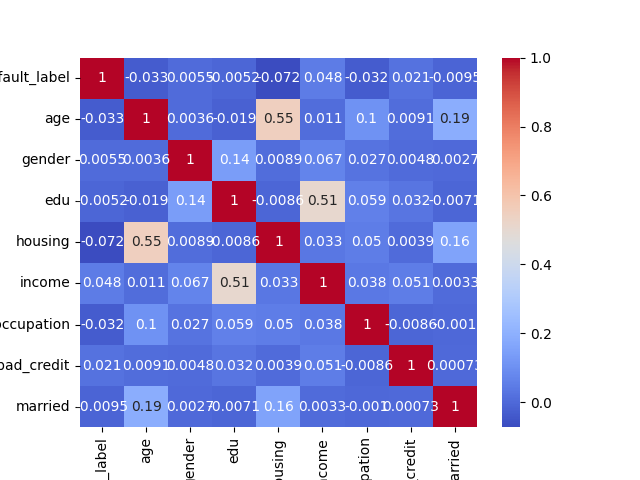 fault_label 1 -0.033 0.0055 -0.0052 -0.072 0.048 -0.032 0.021 -0.0095
age -0.033 1 0.0036 -0.019 0.55 0.011 0.1 0.0091 0.19
gender 0.0055 0.0036 1 0.14 0.0089 0.067 0.027 0.0048 0.0027
edu -0.0052 -0.019 0.14 1 -0.0086 0.51 0.059 0.032 -0.0071
housing -0.072 0.55 0.0089 -0.0086 1 0.033 0.05 0.0039 0.16
income 0.048 0.011 0.067 0.51 0.033 1 0.038 0.051 0.0033
occupation -0.032 0.1 0.027 0.059 0.05 0.038 1 -0.0086 -0.001
bad_credit 0.021 0.0091 0.0048 0.032 0.0039 0.051 -0.0086 1 0.00073
married -0.0095 0.19 0.0027 -0.0071 0.16 0.0033 -0.001 0.00073 1
_label
age
ender
edu
using
come
pation
credit
arried
1.0
0.8
0.6
0.4
0.2
0.0